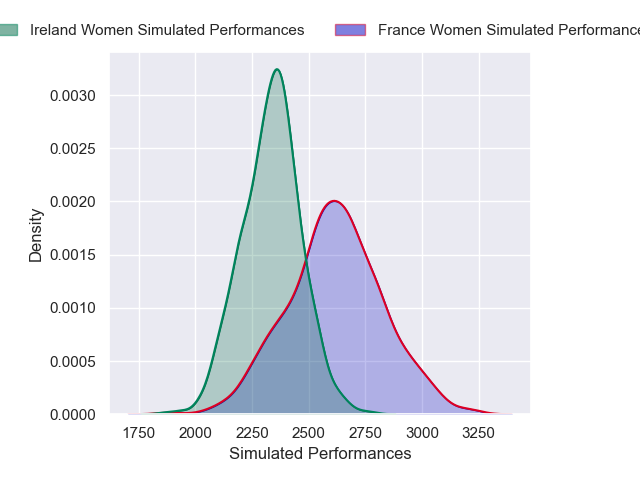 Ireland Women Simulated Performances France Women Simulated Performance
0.0030
0.0025
0.0020
0.0015
0.0010
0.0005
0.0000
Density
1750 2000 2250 2500 2750 3000 3250
Simulated Performances